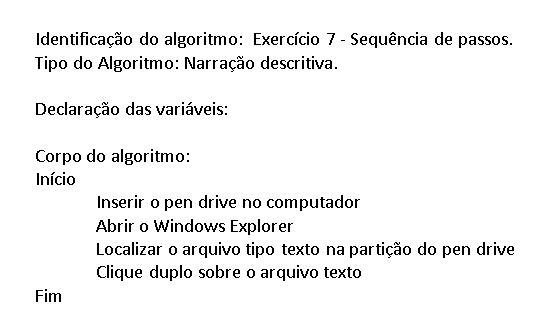 Identificação do algoritmo:  Exercício 7 - Sequência de passos.
Tipo do Algoritmo: Narração descritiva.
Declaração das variáveis:
Corpo do algoritmo:
Início
Inserir o pen drive no computador
Abrir o Windows Explorer
Localizar o arquivo tipo texto na partição do pen drive
Clique duplo sobre o arquivo texto
Fim